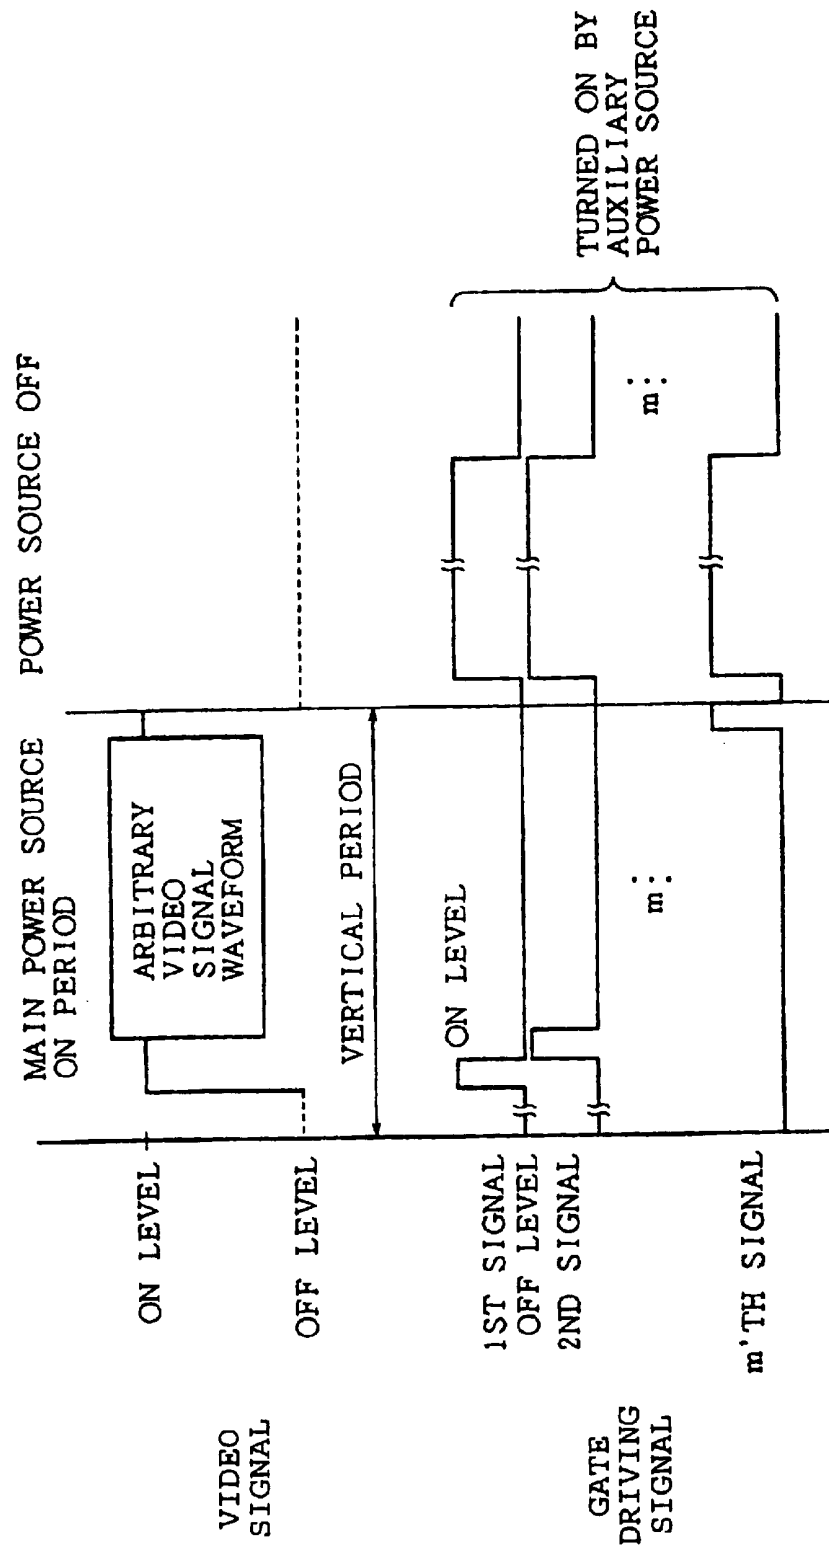 MAIN POWER SOURCE
ON PERIOD
POWER SOURCE OFF
VIDEO
SIGNAL
ON LEVEL
OFF LEVEL
ARBITRARY
VIDEO
SIGNAL
WAVEFORM
VERTICAL PERIOD
GATE
DRIVING
SIGNAL
1ST SIGNAL
OFF LEVEL
2ND SIGNAL
m'TH SIGNAL
ON LEVEL
m
m
TURNED ON BY
AUXILIARY
POWER SOURCE